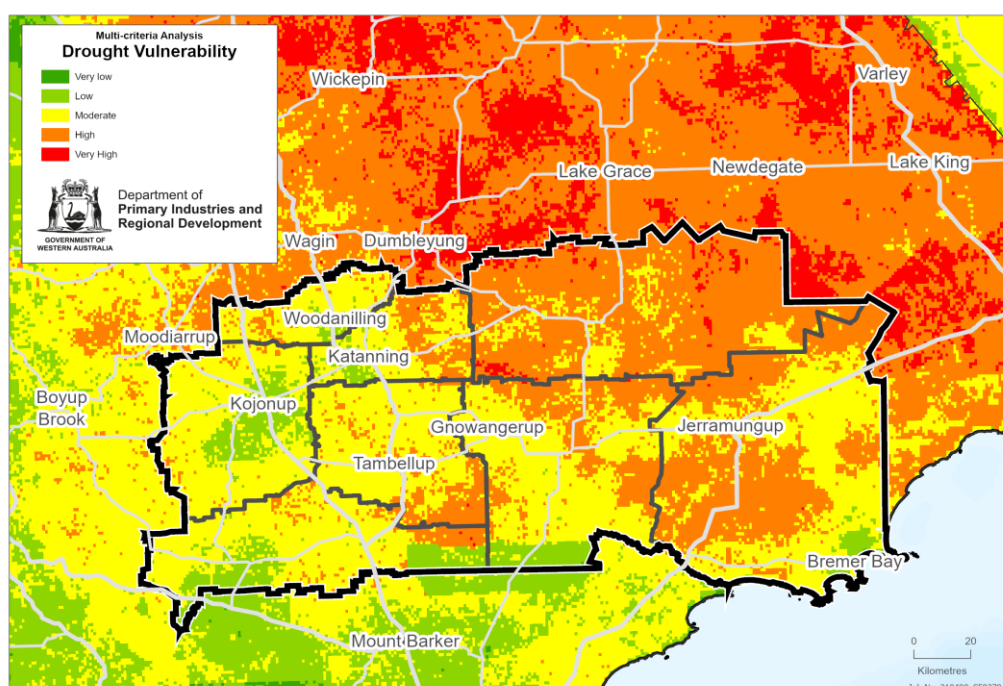 Multi-criteria Analysis
Drought Vulnerability
Very low
Low
Moderate
High
Very High
Department of
Primary Industries and
Regional Development
GOVERNMENT OF
WESTERN AUSTRALIA
Wickepin
Varley
Lake Grace
Newdegate
Lake King
Wagin
Dumbleyung
Woodanilling
Moodiarrup
Katanning
Boyup
Brook
Kojonup
Gnowangerup
Jerramungup
Tambellup
Bremer Bay
Mount Barker
0
20
Kilometres